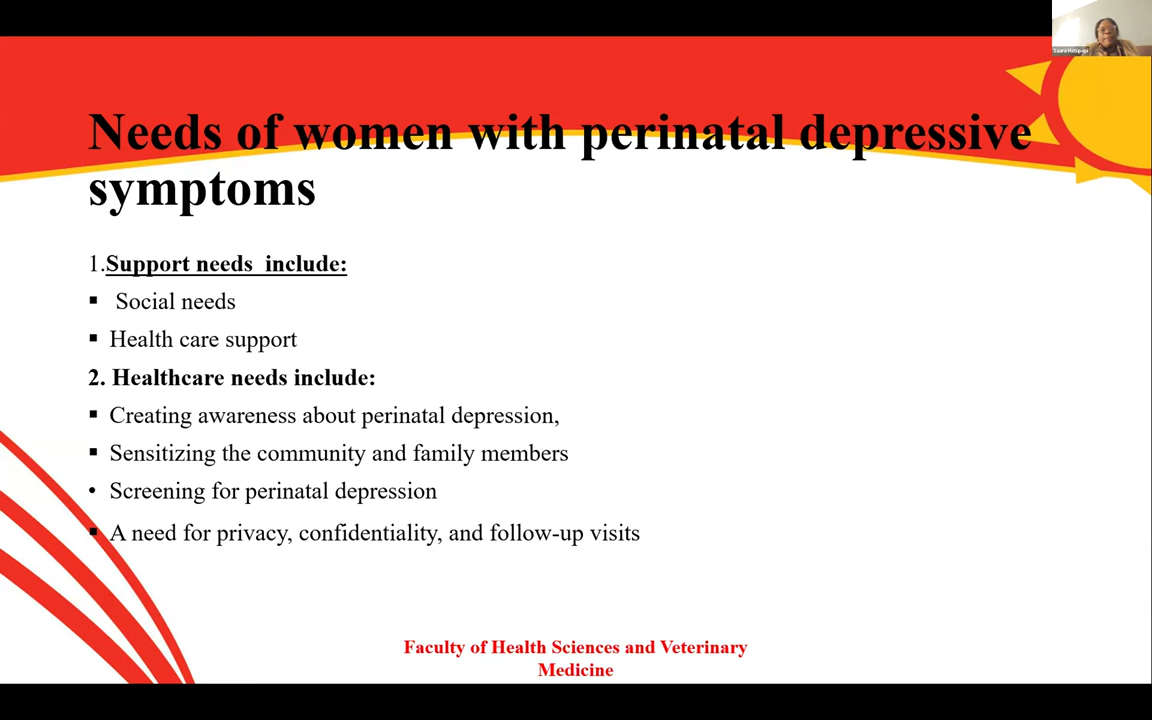 Needs of women with perinatal depressive
symptoms
1.Support needs  include:
▪ Social needs
▪ Health care support
2. Healthcare needs include:
▪ Creating awareness about perinatal depression,
▪ Sensitizing the community and family members
• Screening for perinatal depression
▪ A need for privacy, confidentiality, and follow-up visits
Faculty of Health Sciences and Veterinary
Medicine